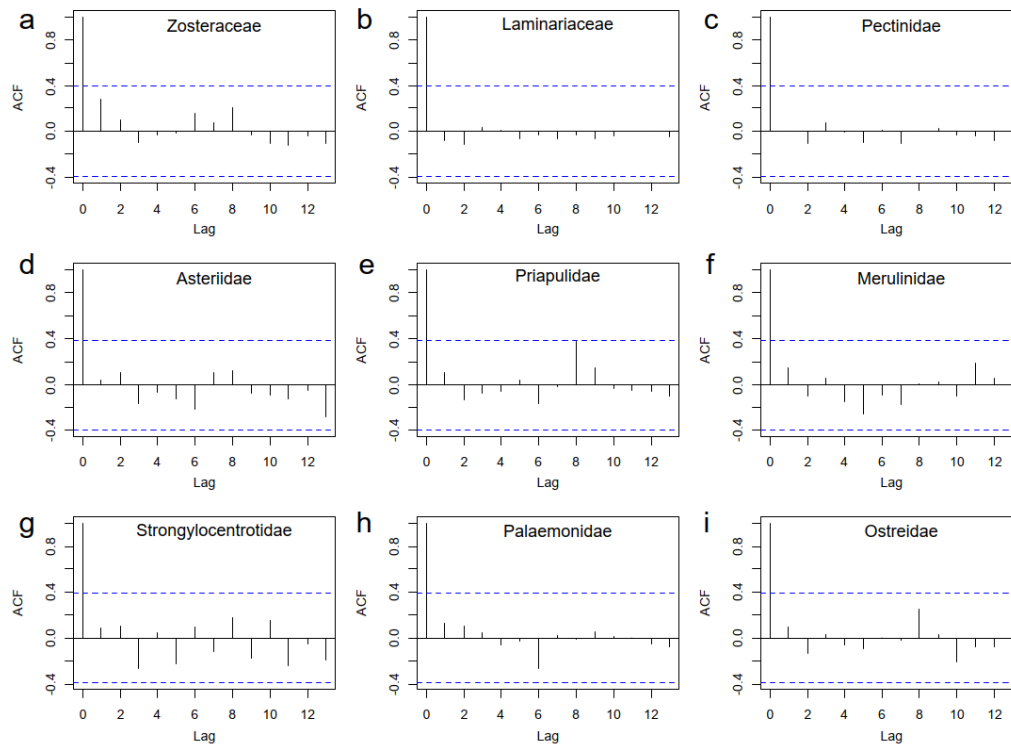 a
Zosteraceae
ACF
0.8
0.4
0.0
-0.4
0 2 4 6 8 10 12
Lag
b
Laminariaceae
ACF
0.8
0.4
0.0
-0.4
0 2 4 6 8 10 12
Lag
c
Pectinidae
ACF
0.8
0.4
0.0
-0.4
0 2 4 6 8 10 12
Lag
d
Asteriidae
ACF
0.8
0.4
0.0
-0.4
0 2 4 6 8 10 12
Lag
e
Priapulidae
ACF
0.8
0.4
0.0
-0.4
0 2 4 6 8 10 12
Lag
f
Merulinidae
ACF
0.8
0.4
0.0
-0.4
0 2 4 6 8 10 12
Lag
g
Strongylocentrotidae
ACF
0.8
0.4
0.0
-0.4
0 2 4 6 8 10 12
Lag
h
Palaemonidae
ACF
0.8
0.4
0.0
-0.4
0 2 4 6 8 10 12
Lag
i
Ostreidae
ACF
0.8
0.4
0.0
-0.4
0 2 4 6 8 10 12
Lag